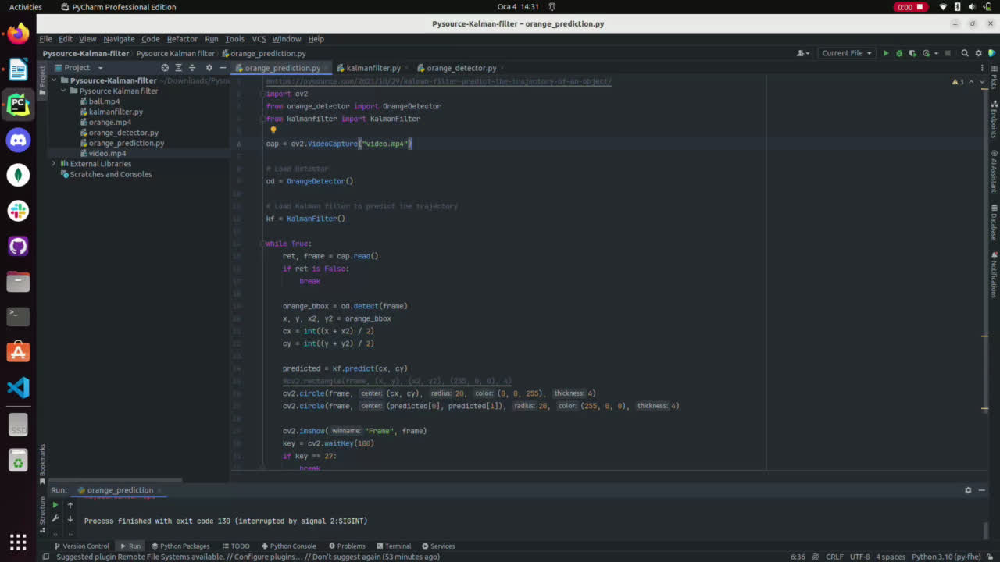 Activities
PyCharm Professional Edition
Oca 4 14:31
0:00
Pysource-Kalman-filter – orange_prediction.py
File Edit View Navigate Code Refactor Run Tools VCS Window Help
Pysource-Kalman-filter Pysource Kalman filter orange_prediction.py
Current File
Project
orange_prediction.py kalmanfilter.py orange_detector.py
Pysource-Kalman-filter ~/Downloads/Pyso
Pysource Kalman filter
ball.mp4
kalmanfilter.py
orange.mp4
orange_detector.py
orange_prediction.py
video.mp4
External Libraries
Scratches and Consoles
#https://pysource.com/2021/10/29/kalman-filter-predict-the-trajectory-of-an-object/
import cv2
from orange_detector import OrangeDetector
from kalmanfilter import KalmanFilter
cap = cv2.VideoCapture("video.mp4")
# Load detector
od = OrangeDetector()
# Load Kalman filter to predict the trajectory
kf = KalmanFilter()
while True:
ret, frame = cap.read()
if ret is False:
break
orange_bbox = od.detect(frame)
x, y, x2, y2 = orange_bbox
cx = int((x + x2) / 2)
cy = int((y + y2) / 2)
predicted = kf.predict(cx, cy)
#cv2.rectangle(frame, (x, y), (x2, y2), (255, 0, 0), 4)
cv2.circle(frame, center: (cx, cy), radius: 20, color: (0, 0, 255), thickness: 4)
cv2.circle(frame, center: (predicted[0], predicted[1]), radius: 20, color: (255, 0, 0), thickness: 4)
cv2.imshow( winname: "Frame", frame)
key = cv2.waitKey(100)
if key == 27:
break
3
Plots
Endpoints
AI Assistant
Database
Notifications
Project
Bookmarks
Structure
Run: orange_prediction
Process finished with exit code 130 (interrupted by signal 2:SIGINT)
Version Control Run Python Packages TODO Python Console Problems Terminal Services
Suggested plugin Remote File Systems available. // Configure plugins... // Don't suggest again (53 minutes ago)
6:36 CRLF UTF-8 4 spaces Python 3.10 (py-fhe)